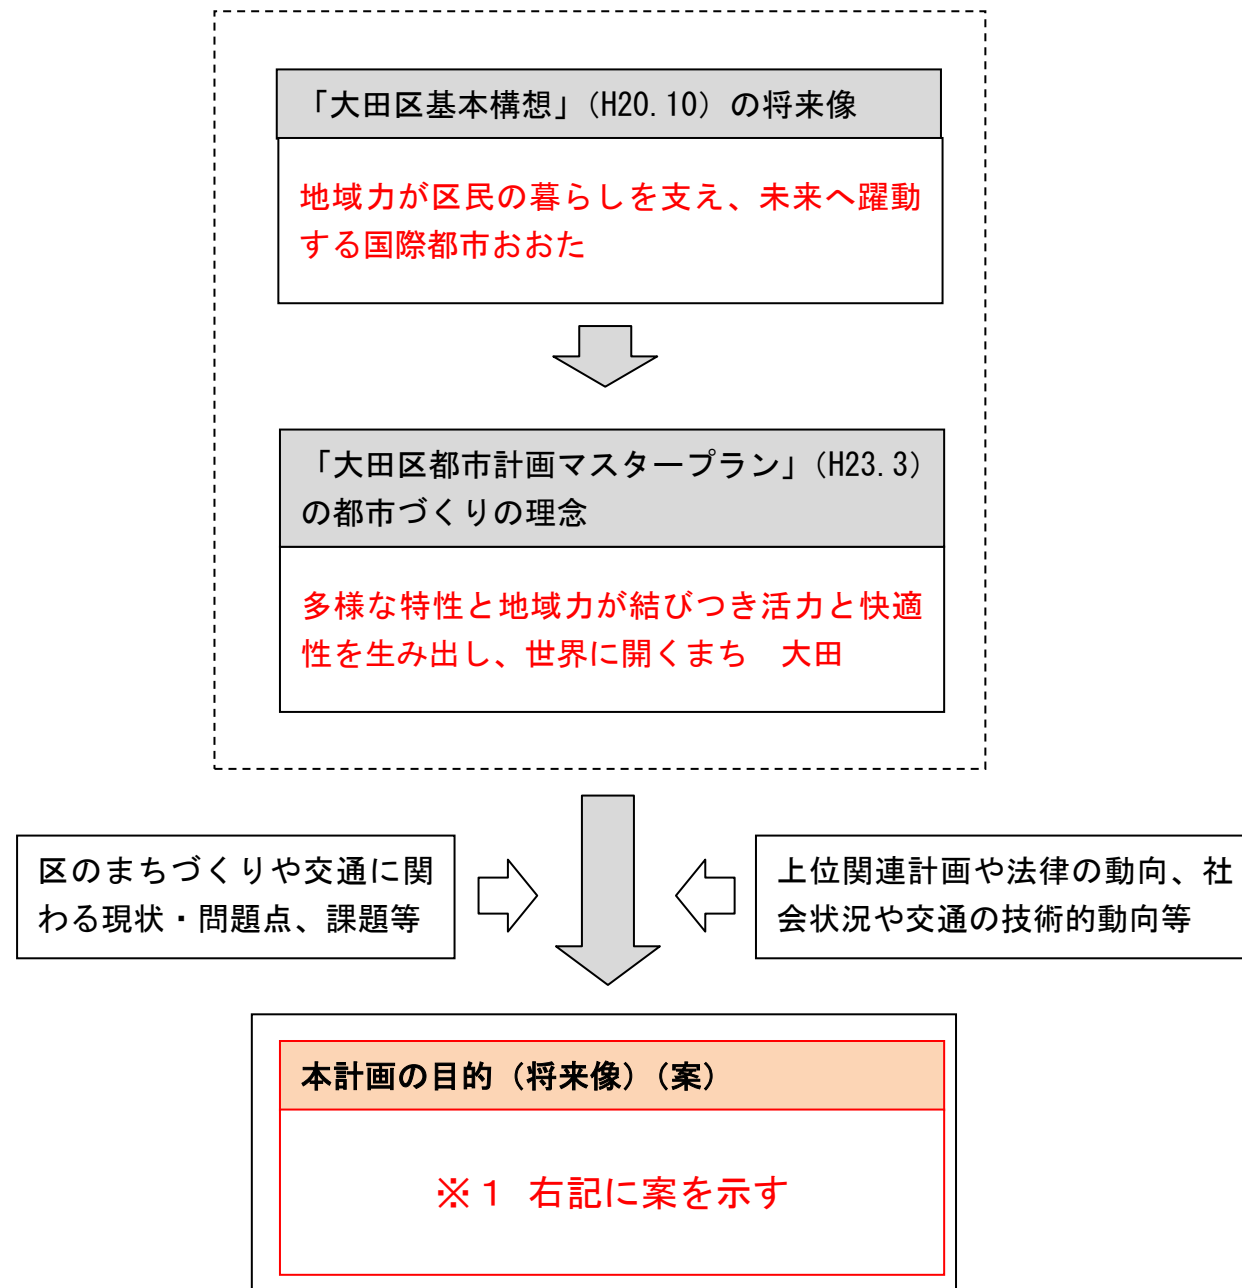 「大田区基本構想」(H20.10) の将来像
地域力が区民の暮らしを支え、未来へ躍動
する国際都市おおた
「大田区都市計画マスタープラン」(H23.3)
の都市づくりの理念
多様な特性と地域力が結びつき活力と快適
性を生み出し、世界に開くまち　大田
区のまちづくりや交通に関
わる現状・問題点、課題等
上位関連計画や法律の動向、社
会状況や交通の技術的動向等
本計画の目的（将来像）（案）
※１　右記に案を示す